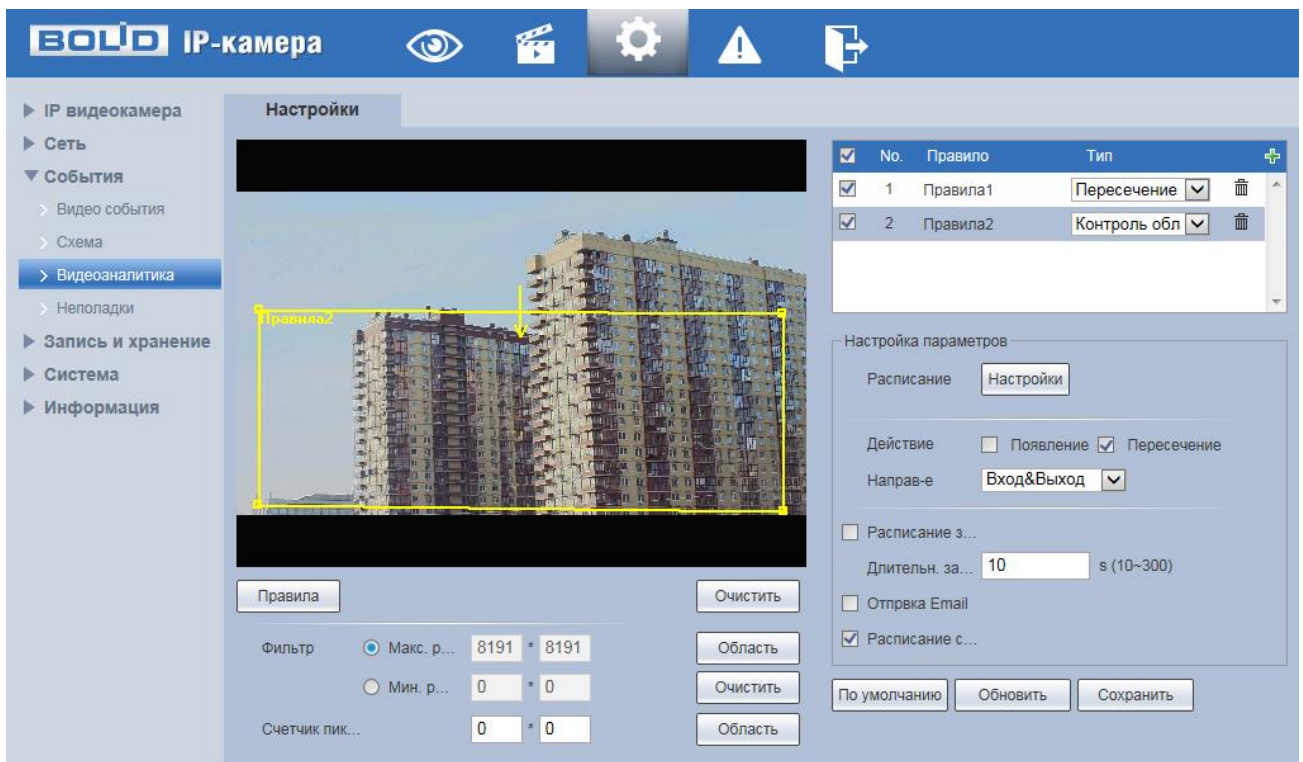 BOLID IP-камера
IP видеокамера
Сеть
События
Видео события
Схема
Видеоаналитика
Неполадки
Запись и хранение
Система
Информация
Настройки
Правила2
Правила
Очистить
Фильтр Макс. р... 8191 * 8191 Область
Мин. р... 0 * 0 Очистить
Счетчик пик... 0 * 0 Область
No. Правило Тип
1 Правила1 Пересечение
2 Правила2 Контроль обл
Настройка параметров
Расписание Настройки
Действие Появление Пересечение
Направ-е Вход&Выход
Расписание з...
Длительн. за... 10 s (10~300)
Отпрвка Email
Расписание с...
По умолчанию Обновить Сохранить